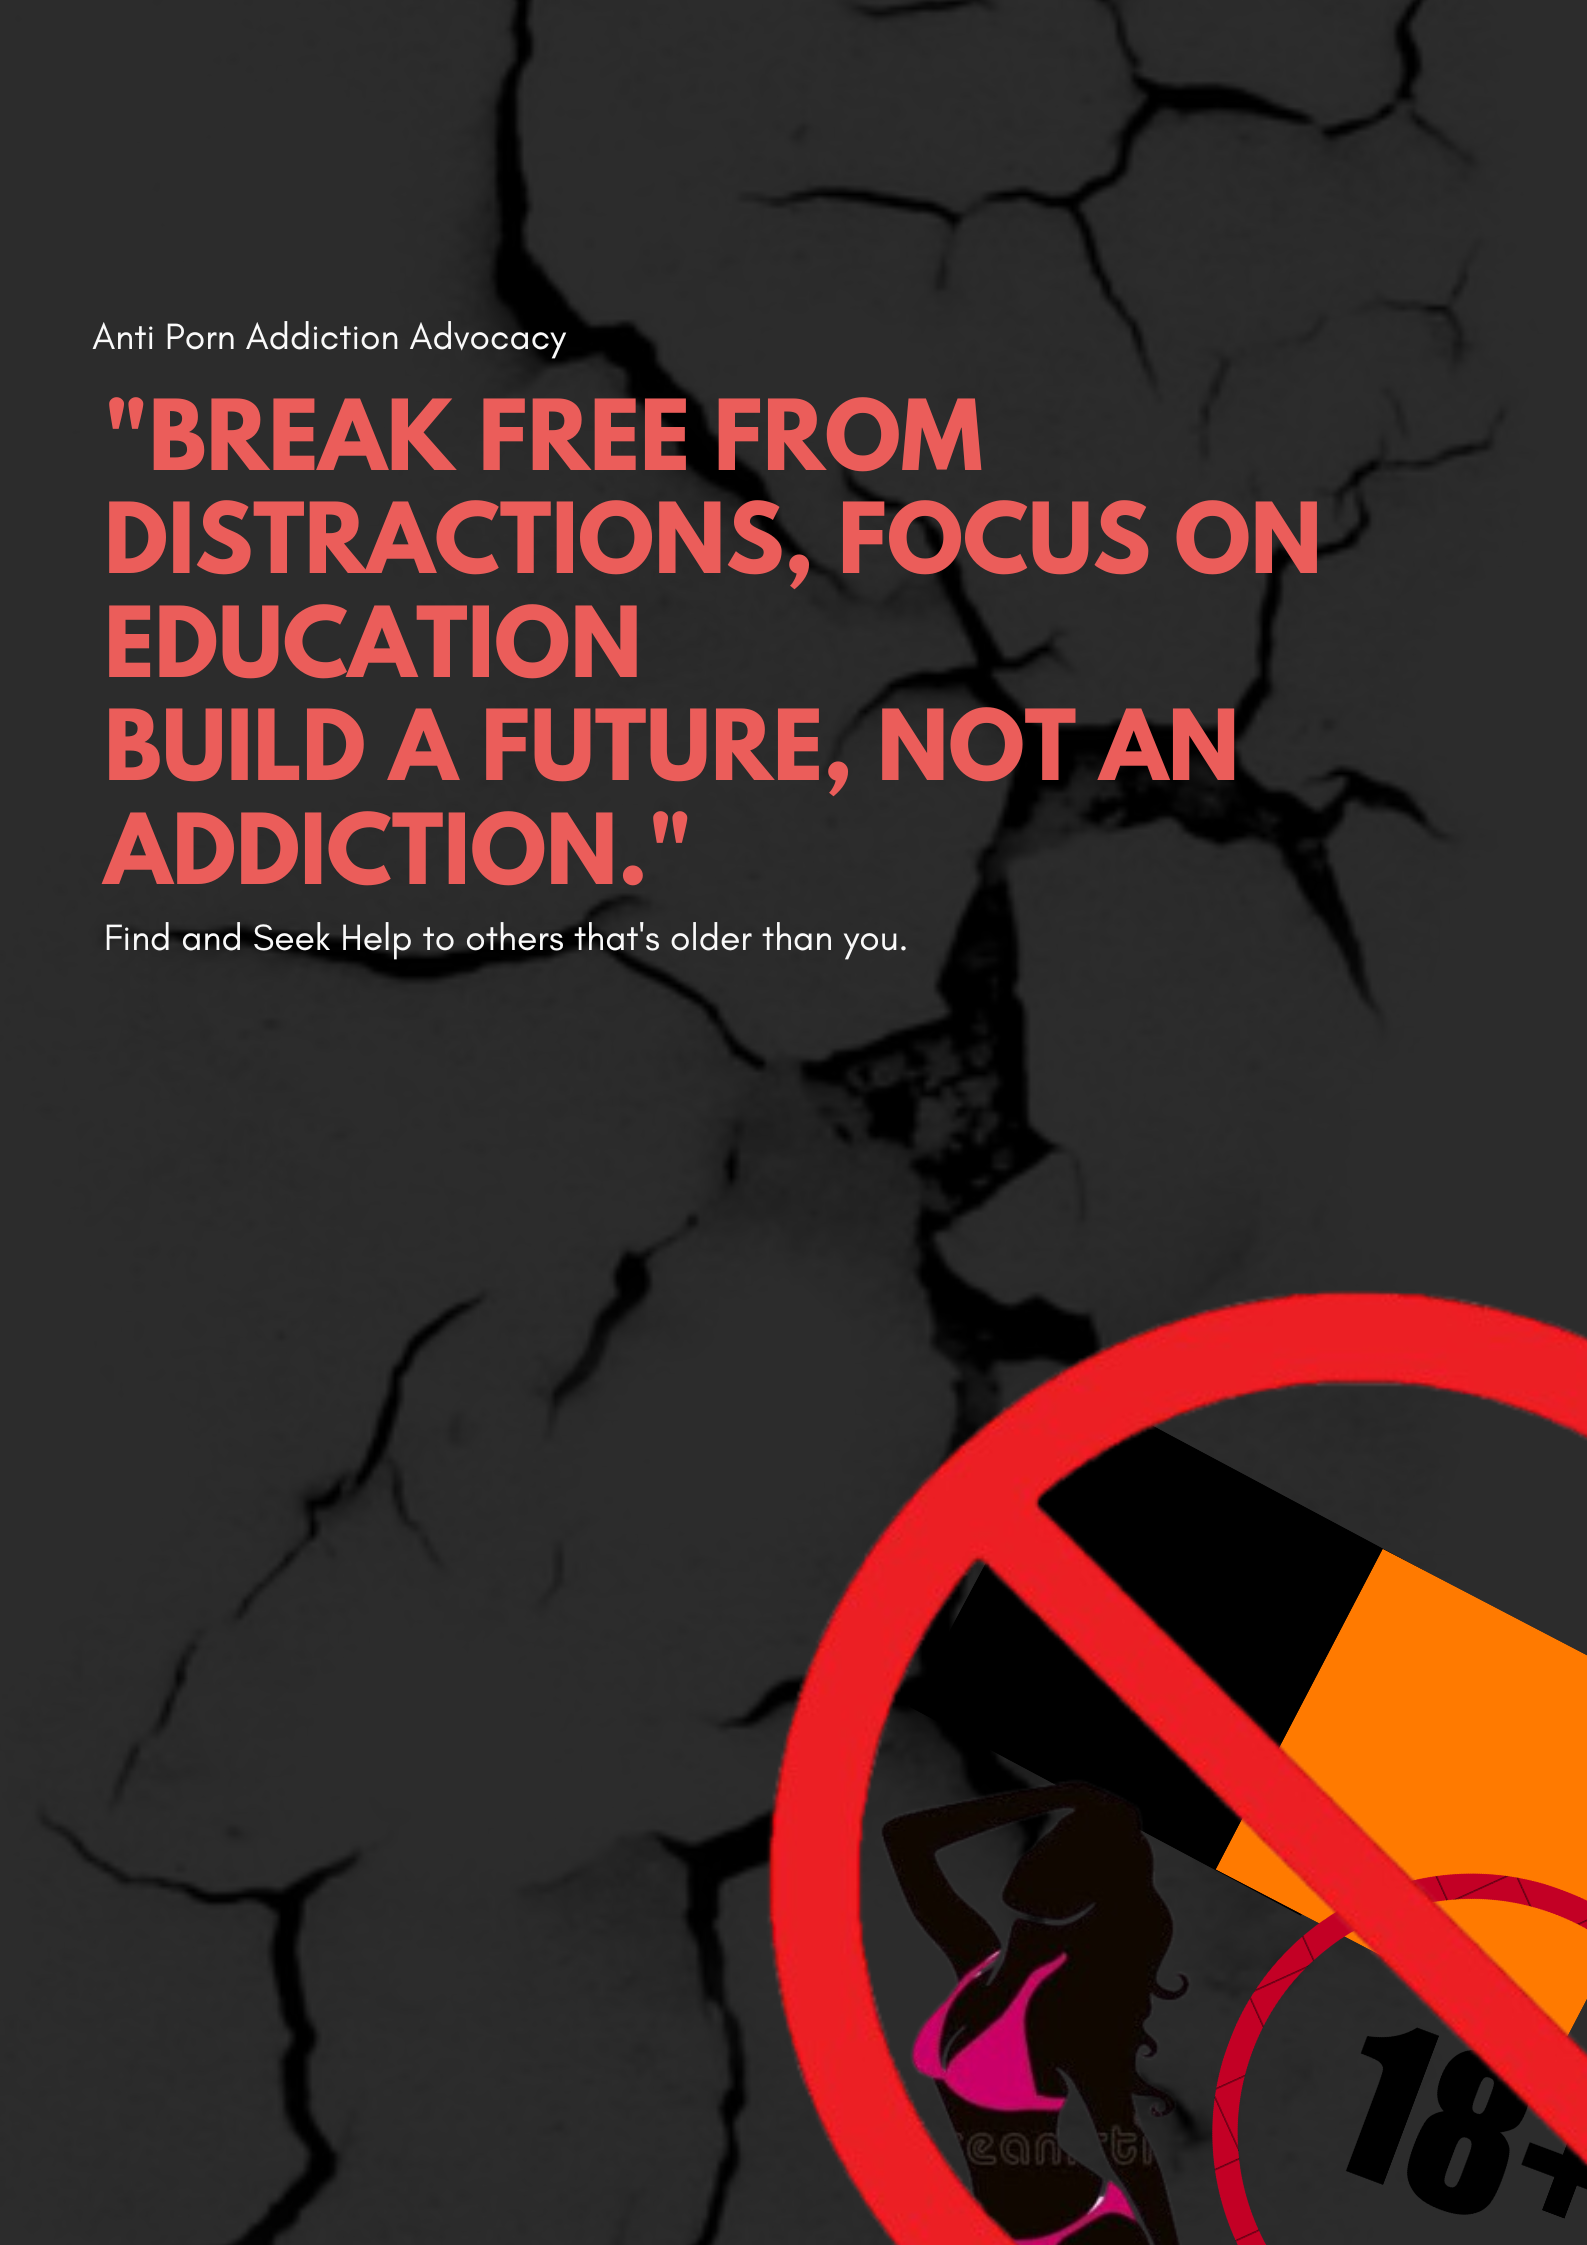 Anti Porn Addiction Advocacy
"BREAK FREE FROM
DISTRACTIONS, FOCUS ON
EDUCATION
BUILD A FUTURE, NOT AN
ADDICTION."
Find and Seek Help to others that's older than you.
18+